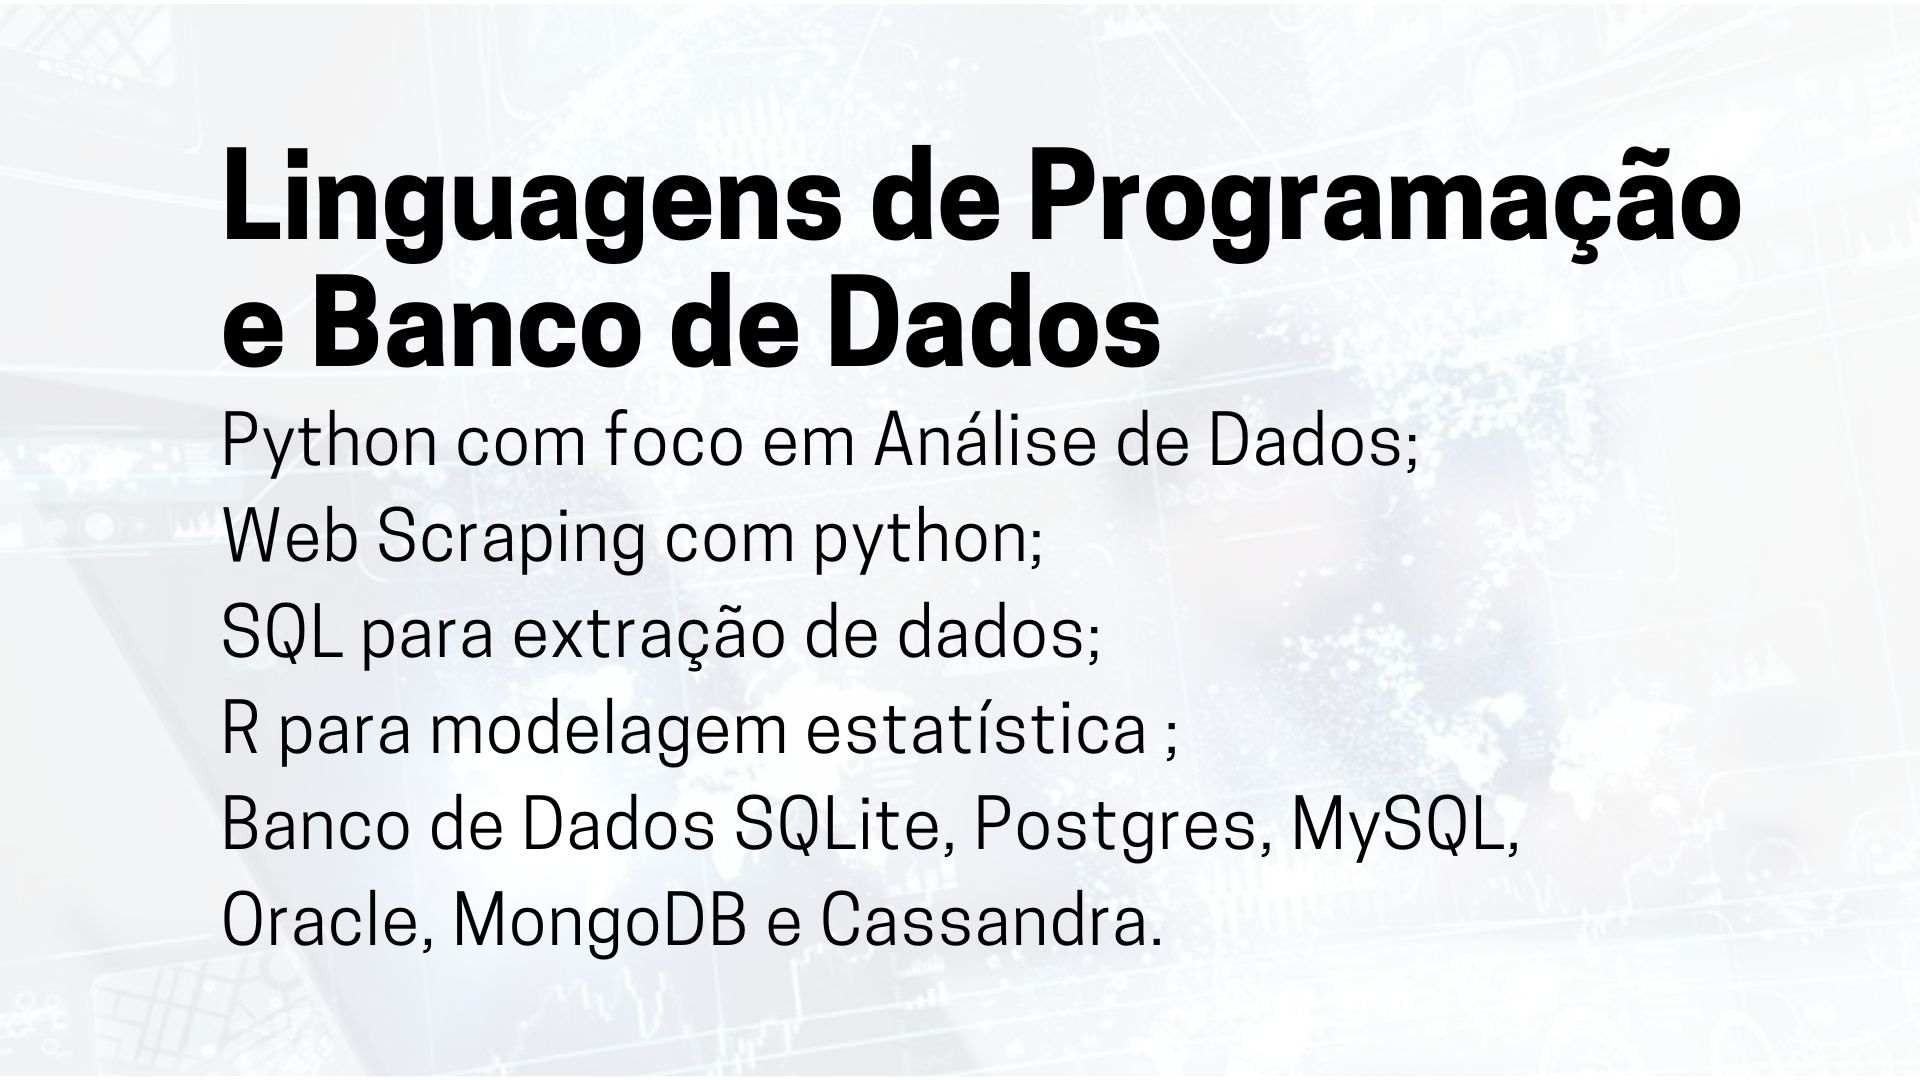 Linguagens de Programação
e Banco de Dados
Python com foco em Análise de Dados;
Web Scraping com python;
SQL para extração de dados;
R para modelagem estatística ;
Banco de Dados SQLite, Postgres, MySQL,
Oracle, MongoDB e Cassandra.